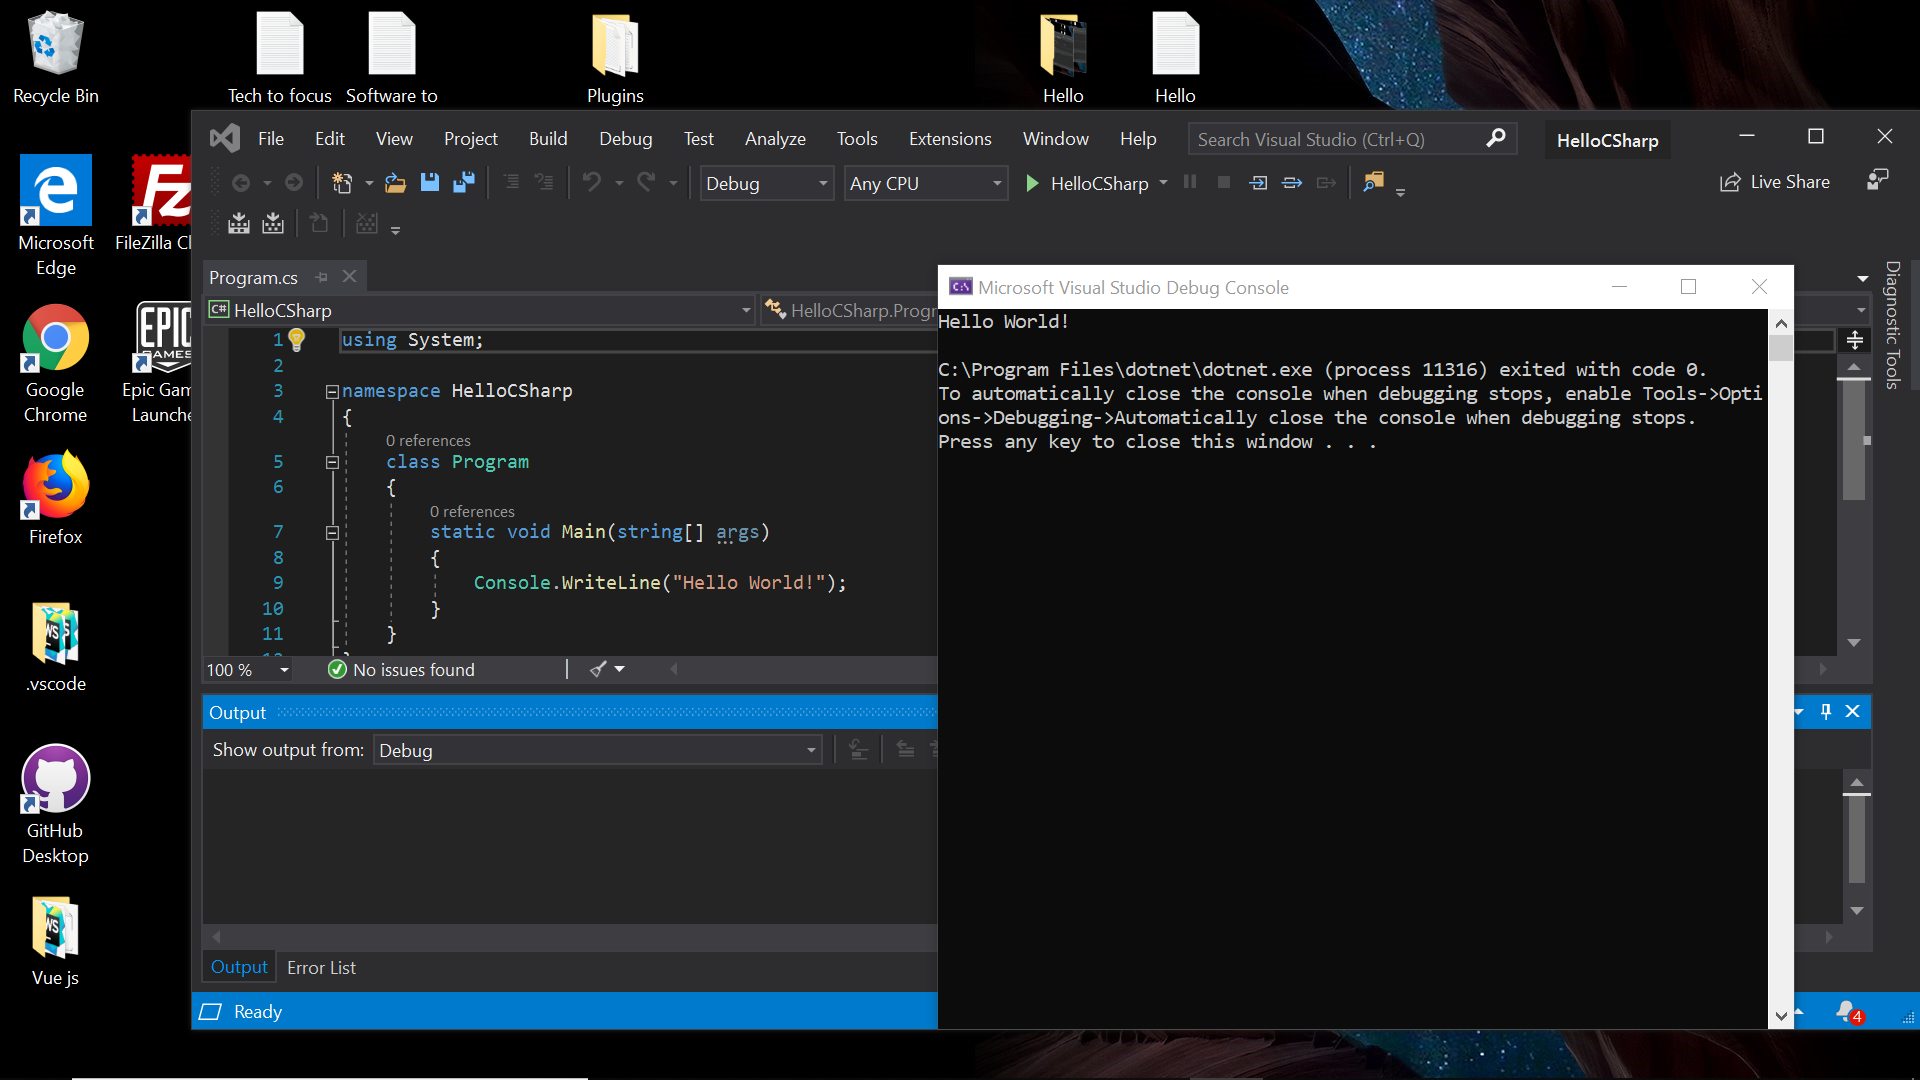 Recycle Bin
Tech to focus
Software to
Plugins
Hello
Hello
Microsoft
Edge
FileZilla Cl
Google
Chrome
EPIC
GAMES
Epic Gam
Launche
Firefox
.vscode
GitHub
Desktop
Vue js
File Edit View Project Build Debug Test Analyze Tools Extensions Window Help Search Visual Studio (Ctrl+Q) HelloCSharp
Debug Any CPU HelloCSharp Live Share
Program.cs
C# HelloCSharp HelloCSharp.Progr
1 using System;
2
3 namespace HelloCSharp
4 {
0 references
5 class Program
6 {
0 references
7 static void Main(string[] args)
8 {
9 Console.WriteLine("Hello World!");
10 }
11 }
100 % No issues found
Output
Show output from: Debug
Output Error List
Ready
4
Diagnostic Tools
C:\ Microsoft Visual Studio Debug Console
Hello World!
C:\Program Files\dotnet\dotnet.exe (process 11316) exited with code 0.
To automatically close the console when debugging stops, enable Tools->Opti
ons->Debugging->Automatically close the console when debugging stops.
Press any key to close this window . . .